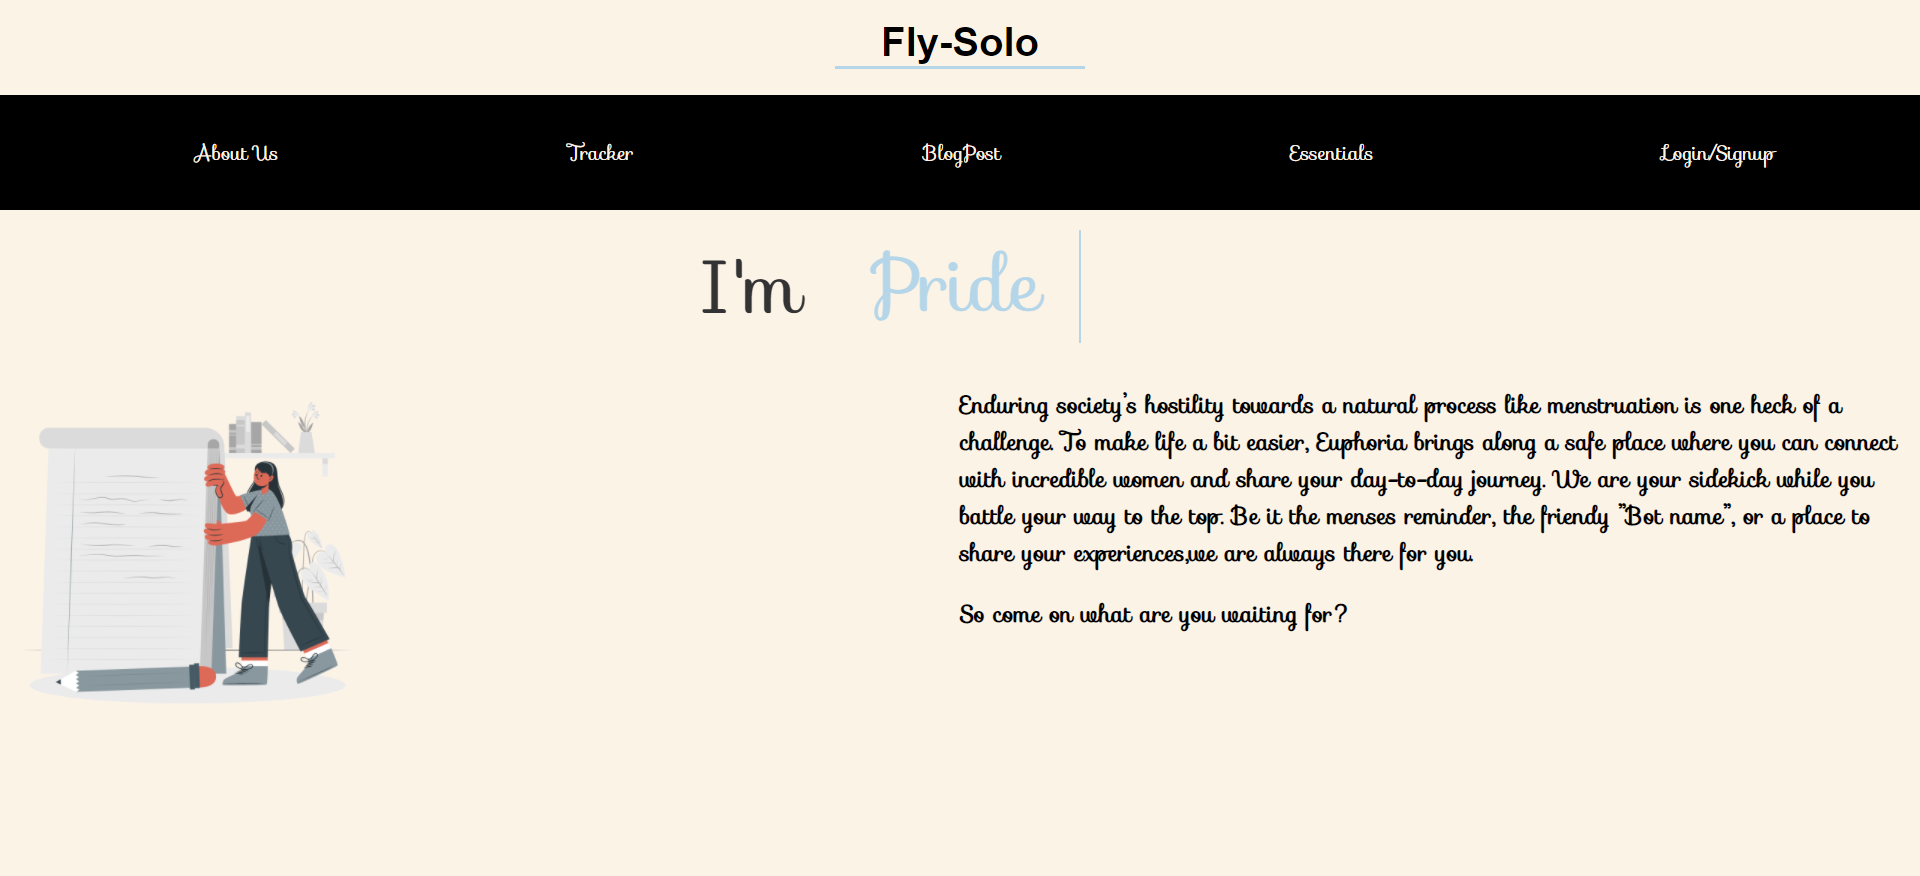 Fly-Solo
About Us Tracker BlogPost Essentials Login/Signup
I'm Pride
Enduring society’s hostility towards a natural process like menstruation is one heck of a
challenge. To make life a bit easier, Euphoria brings along a safe place where you can connect
with incredible women and share your day-to-day journey. We are your sidekick while you
battle your way to the top. Be it the menses reminder, the friendly ”Bot name”, or a place to
share your experiences,we are always there for you.
So come on what are you waiting for?